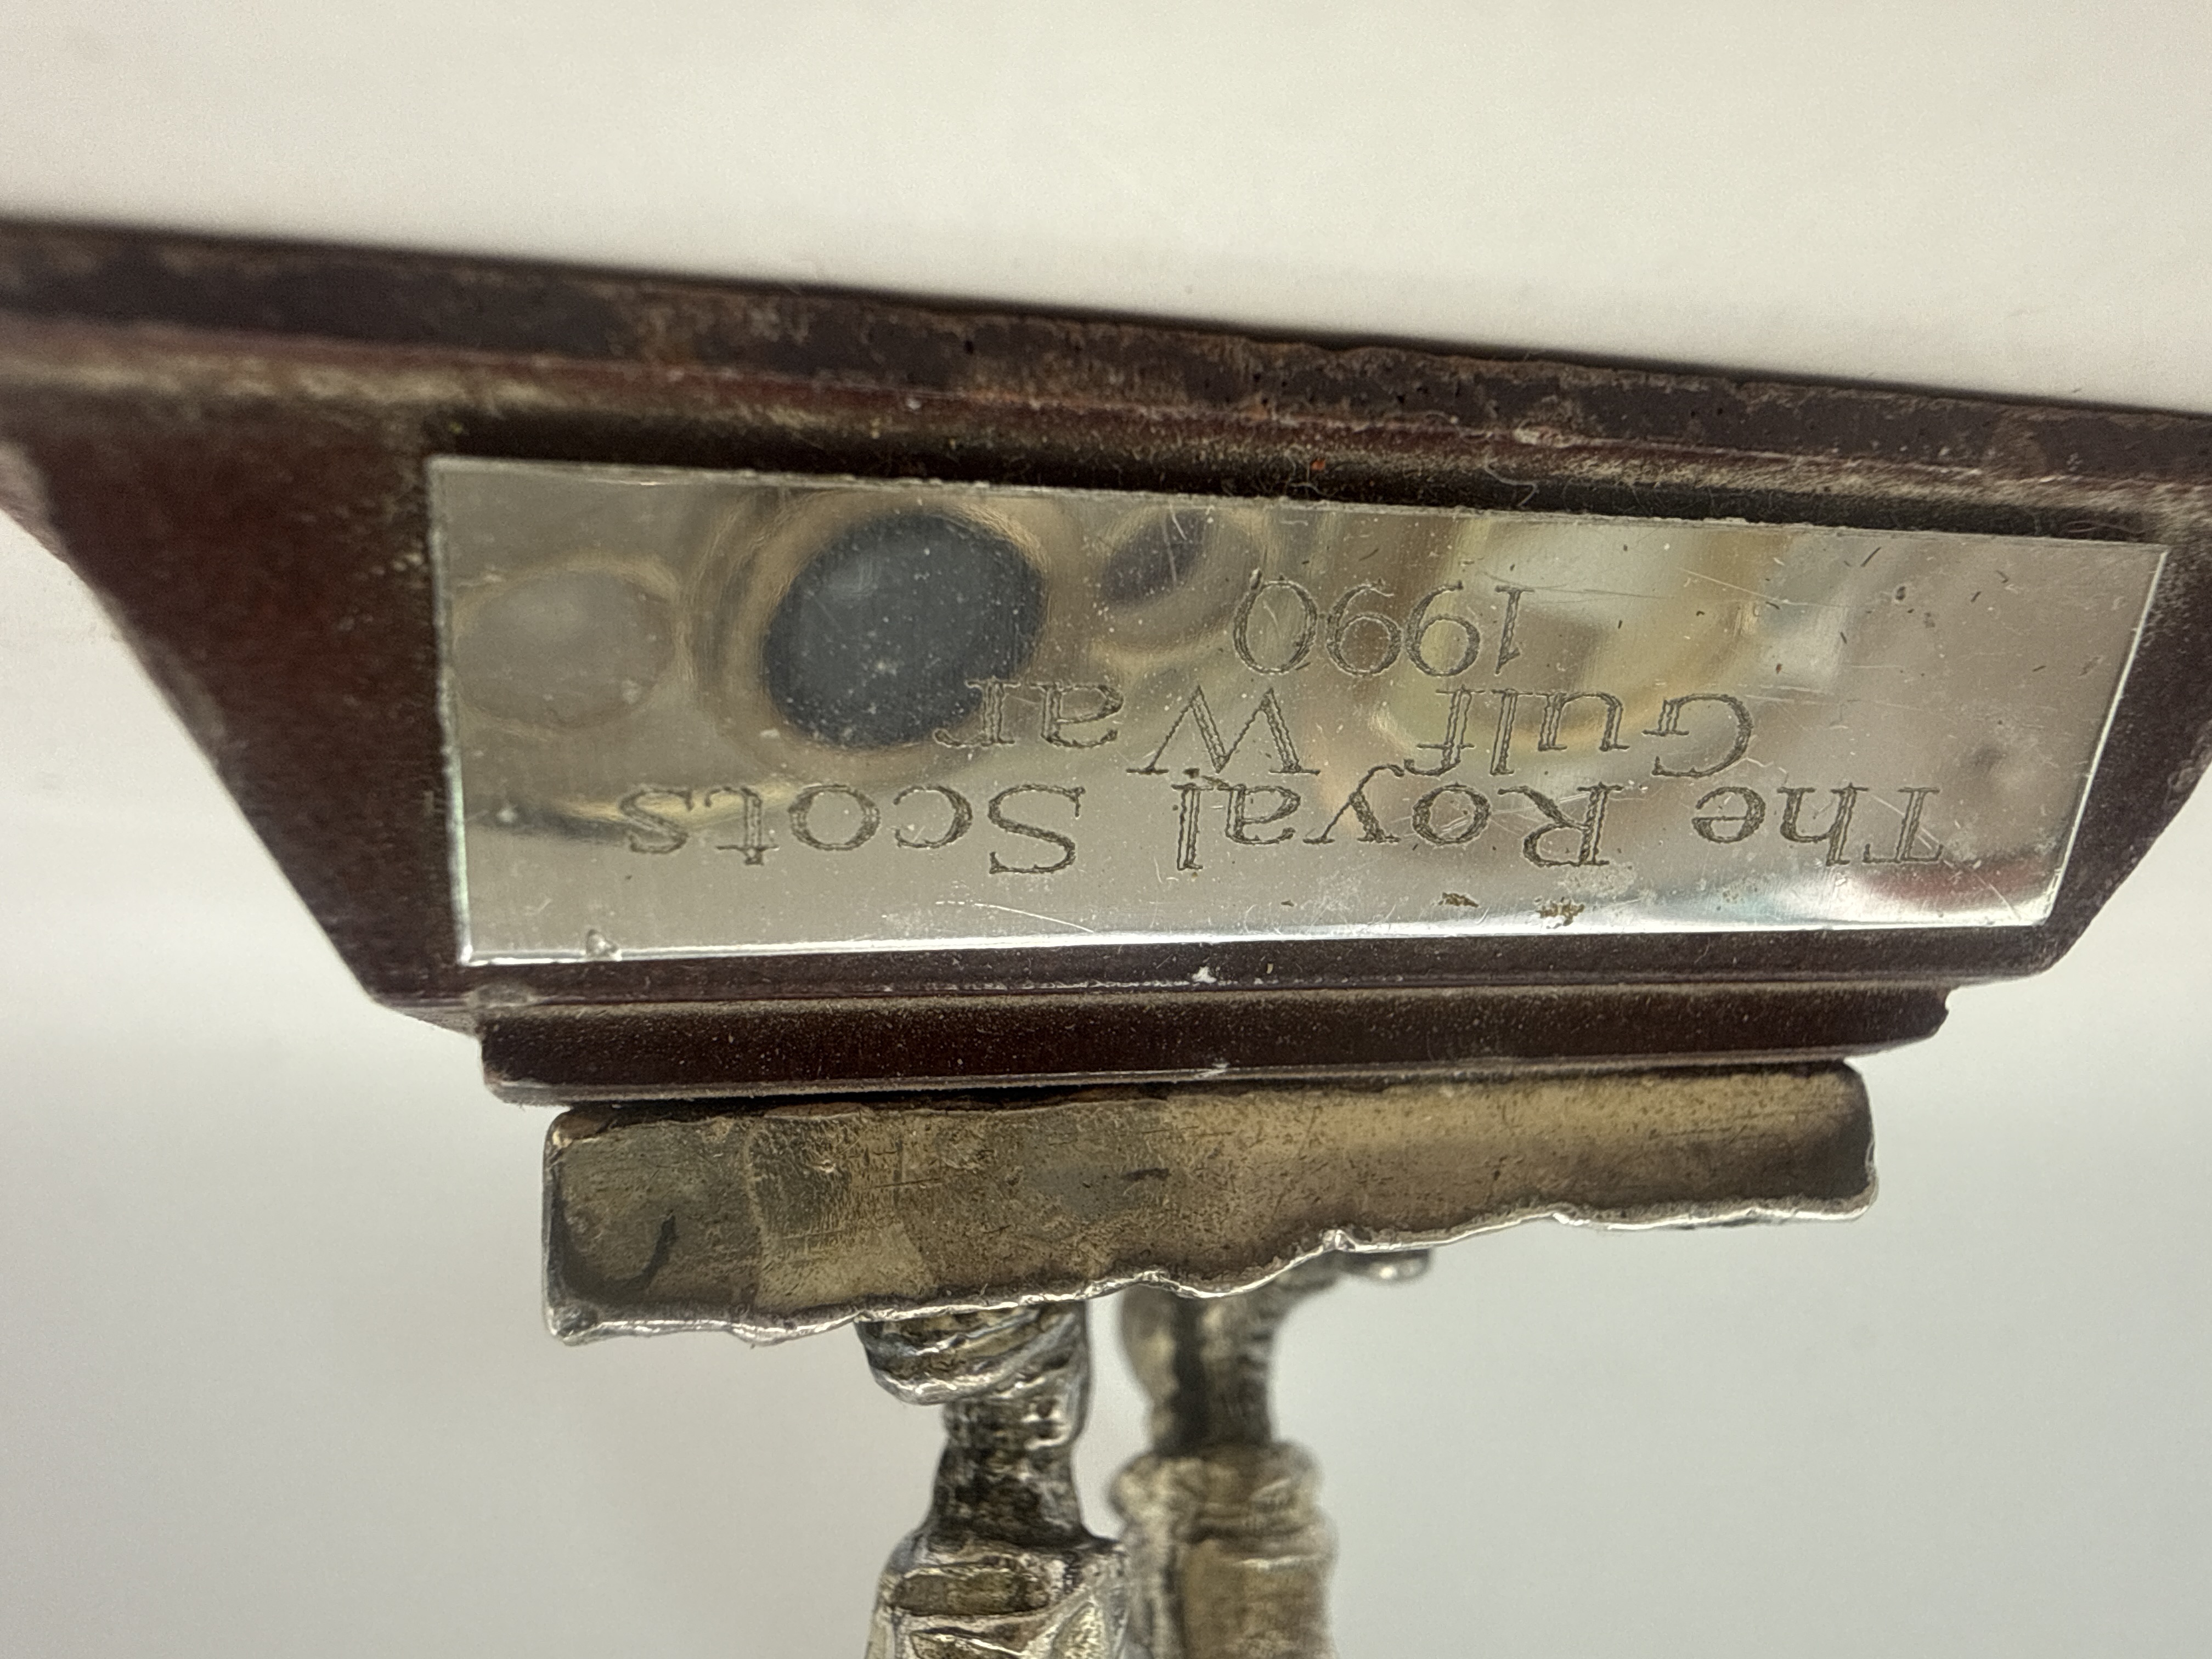 The Royal Scots
Gulf War
1990